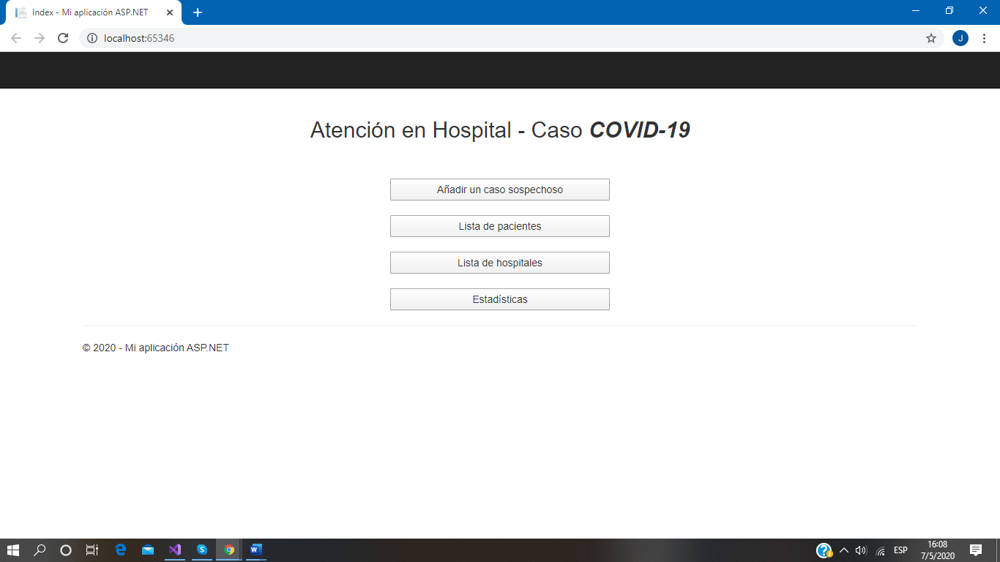 Index - Mi aplicación ASP.NET
localhost:65346
J
Atención en Hospital - Caso COVID-19
Añadir un caso sospechoso
Lista de pacientes
Lista de hospitales
Estadísticas
© 2020 - Mi aplicación ASP.NET
ESP
16:08
7/5/2020